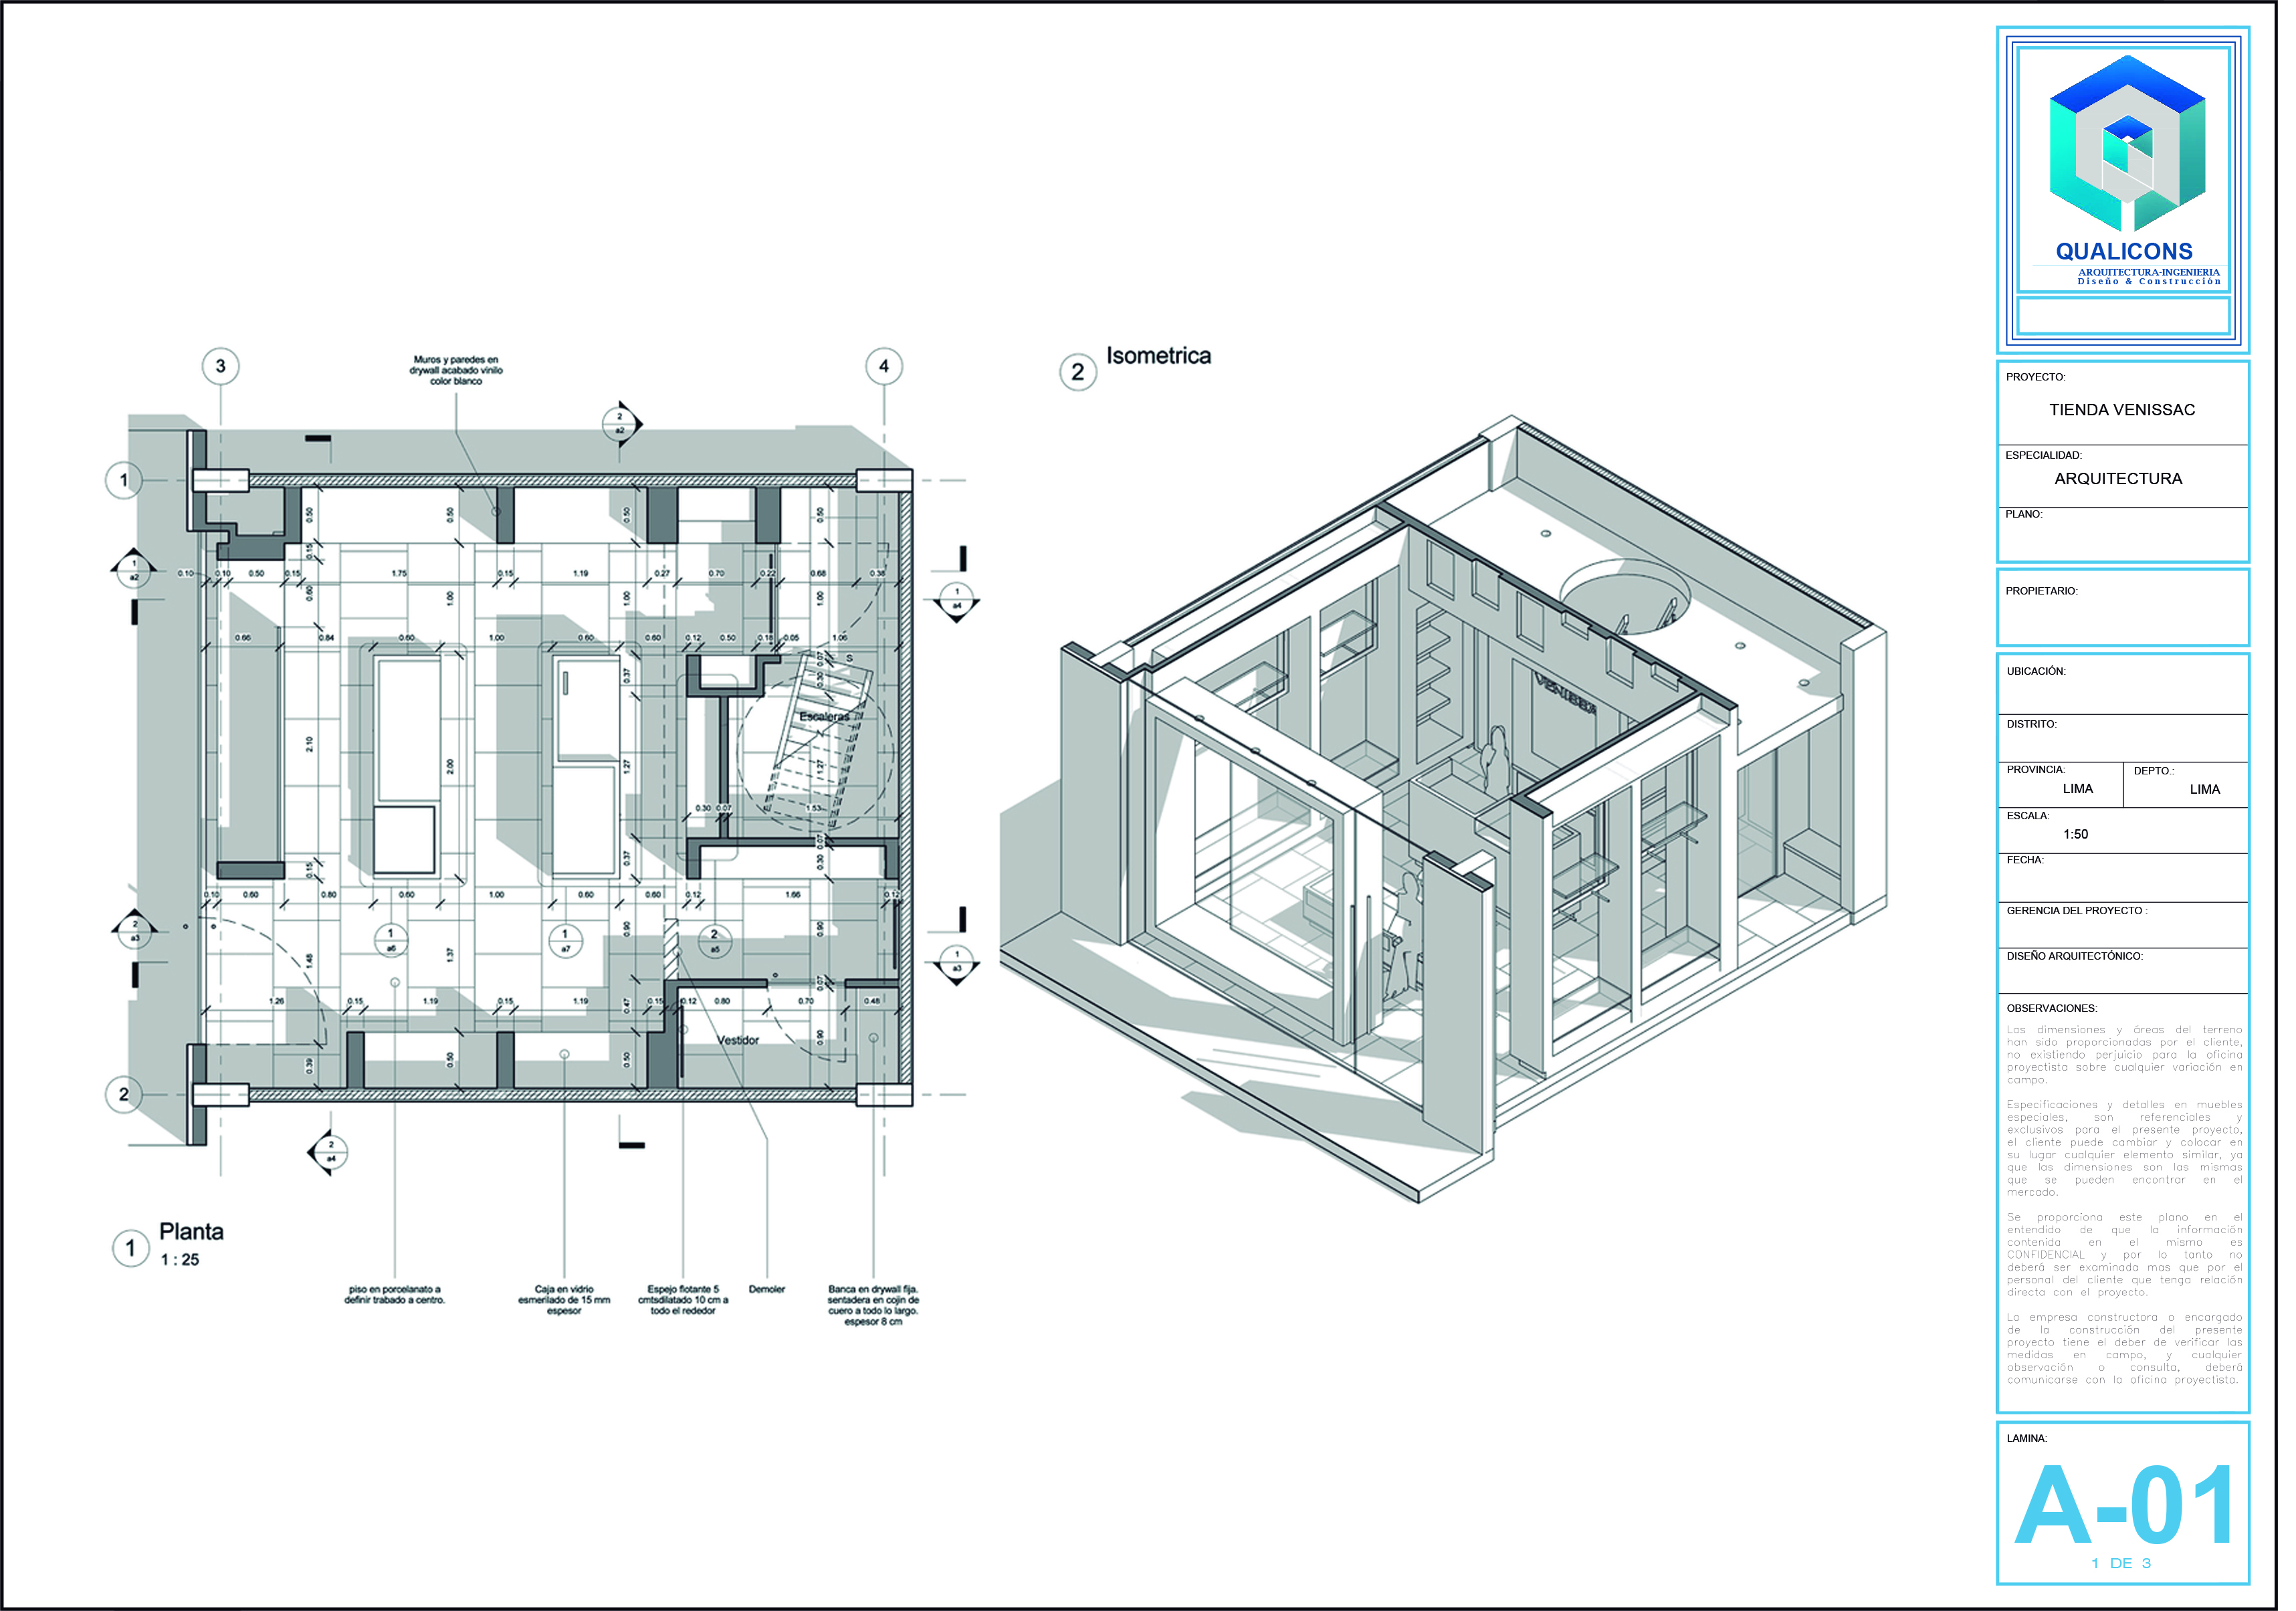 3
Muros y paredes en
drywall acabado vinilo
color blanco
4
2
a2
1
1
a2
0.50
0.50
0.50
0.50
0.15
0.10
0.10
0.50
0.15
1.75
0.15
1.19
0.27
0.70
0.22
0.68
0.38
0.60
1.00
1.00
1.00
1
a4
0.66
0.84
0.60
1.00
0.60
0.60
0.12
0.50
0.18
0.05
1.06
0.07
S
0.37
0.30
Escaleras
2.10
2.00
1.27
1.27
0.30
0.07
1.53
0.07
0.15
0.37
0.30
0.10
0.60
0.80
0.60
1.00
0.60
0.60
0.12
1.66
0.12
2
a3
1
a6
1
a7
2
a5
0.90
0.90
1.48
1.37
1
a3
0.07
1.26
0.15
1.19
0.15
1.19
0.47
0.15
0.12
0.80
0.70
0.48
Vestidor
0.90
0.39
0.50
0.50
2
2
a4
1
Planta
1 : 25
piso en porcelanato a
definir trabado a centro.
Caja en vidrio
esmerilado de 15 mm
espesor
Espejo flotante 5
cmtsdilatado 10 cm a
todo el rededor
Demoler
Banca en drywall fija.
sentadera en cojin de
cuero a todo lo largo.
espesor 8 cm
2
Isometrica
QUALICONS
ARQUITECTURA-INGENIERIA
Diseño & Construcción
PROYECTO:
TIENDA VENISSAC
ESPECIALIDAD:
ARQUITECTURA
PLANO:
PROPIETARIO:
UBICACIÓN:
DISTRITO:
PROVINCIA:
LIMA
DEPTO.:
LIMA
ESCALA:
1:50
FECHA:
GERENCIA DEL PROYECTO :
DISEÑO ARQUITECTÓNICO:
OBSERVACIONES:
Las dimensiones y áreas del terreno
han sido proporcionadas por el cliente,
no existiendo perjuicio para la oficina
proyectista sobre cualquier variación en
campo.
Especificaciones y detalles en muebles
especiales, son referenciales y
exclusivos para el presente proyecto,
el cliente puede cambiar y colocar en
su lugar cualquier elemento similar, ya
que las dimensiones son las mismas
que se pueden encontrar en el
mercado.
Se proporciona este plano en el
entendido de que la información
contenida en el mismo es
CONFIDENCIAL y por lo tanto no
deberá ser examinada mas que por el
personal del cliente que tenga relación
directa con el proyecto.
La empresa constructora o encargado
de la construcción del presente
proyecto tiene el deber de verificar las
medidas en campo, y cualquier
observación o consulta, deberá
comunicarse con la oficina proyectista.
LAMINA:
A-01
1 DE 3